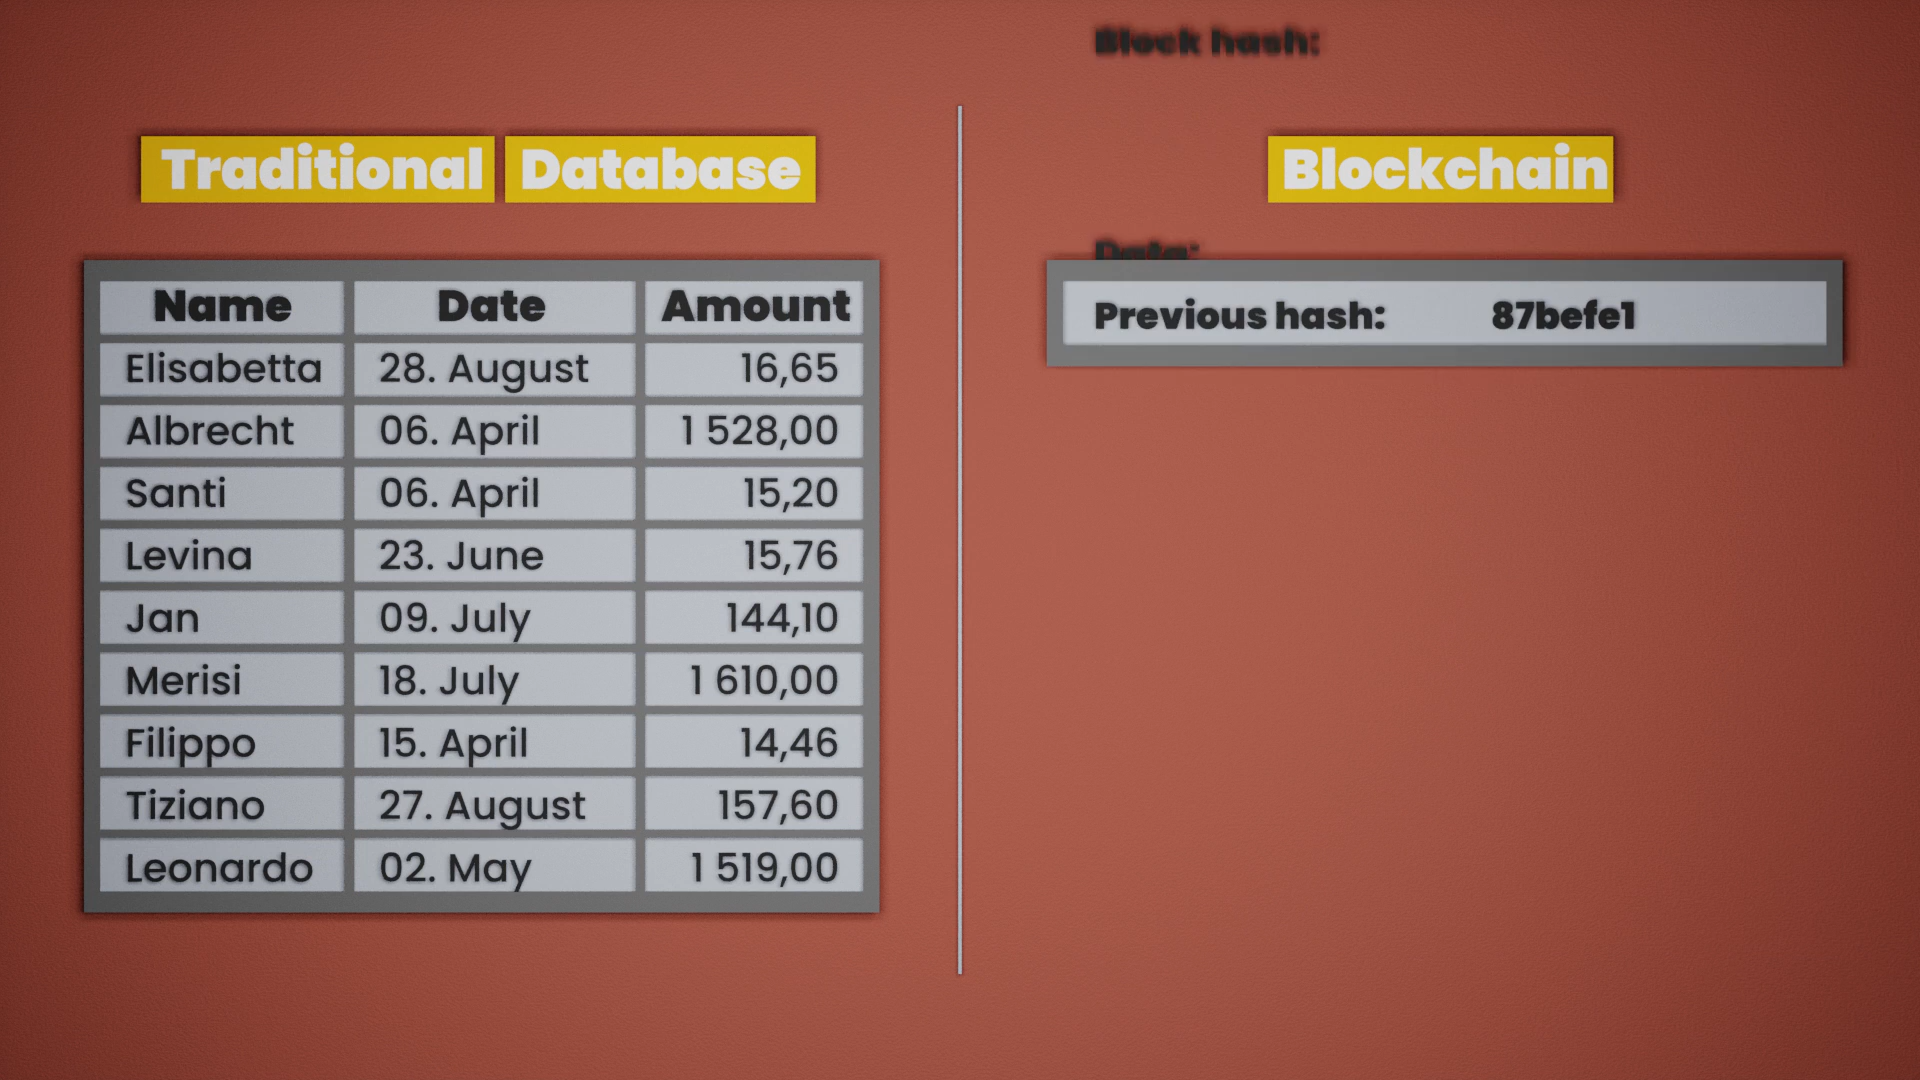 Block hash:
Traditional Database
Blockchain
Data:
Name Date Amount
Previous hash: 87befe1
Elisabetta 28. August 16,65
Albrecht 06. April 1 528,00
Santi 06. April 15,20
Levina 23. June 15,76
Jan 09. July 144,10
Merisi 18. July 1 610,00
Filippo 15. April 14,46
Tiziano 27. August 157,60
Leonardo 02. May 1 519,00